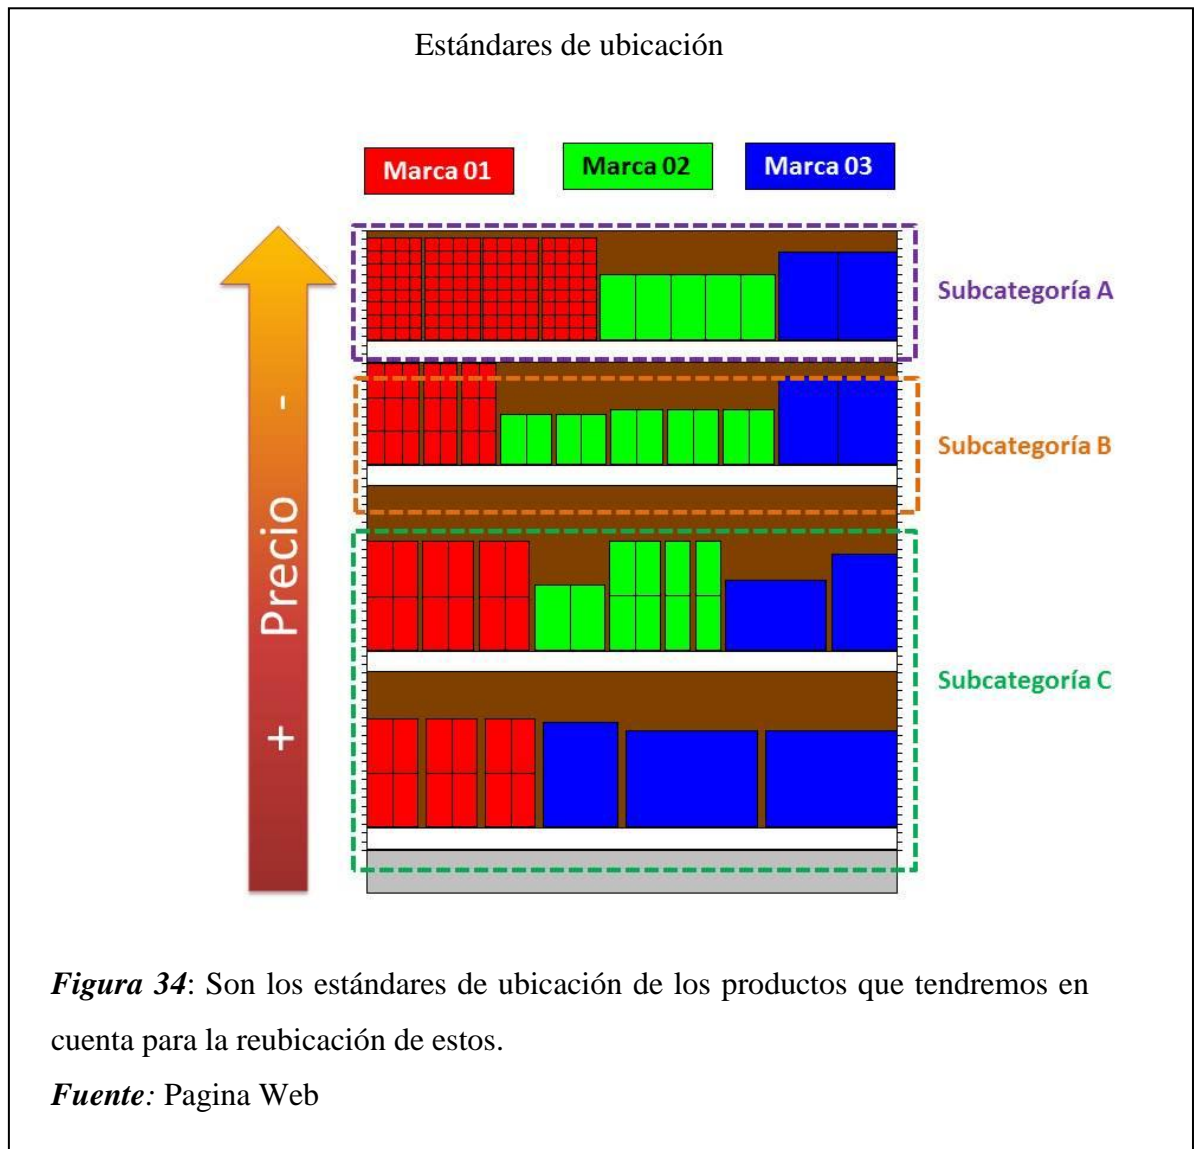 Estándares de ubicación
Marca 01
Marca 02
Marca 03
Subcategoría A
Subcategoría B
Subcategoría C
+ Precio -
Figura 34: Son los estándares de ubicación de los productos que tendremos en
cuenta para la reubicación de estos.
Fuente: Pagina Web